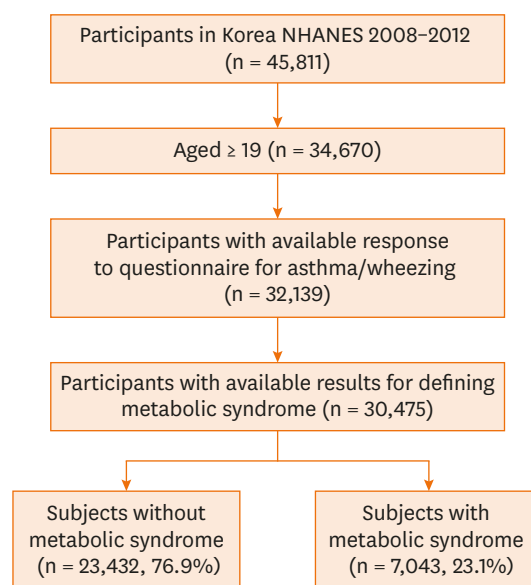 Participants in Korea NHANES 2008–2012
(n = 45,811)
Aged ≥ 19 (n = 34,670)
Participants with available response
to questionnaire for asthma/wheezing
(n = 32,139)
Participants with available results for defining
metabolic syndrome (n = 30,475)
Subjects without
metabolic syndrome
(n = 23,432, 76.9%)
Subjects with
metabolic syndrome
(n = 7,043, 23.1%)